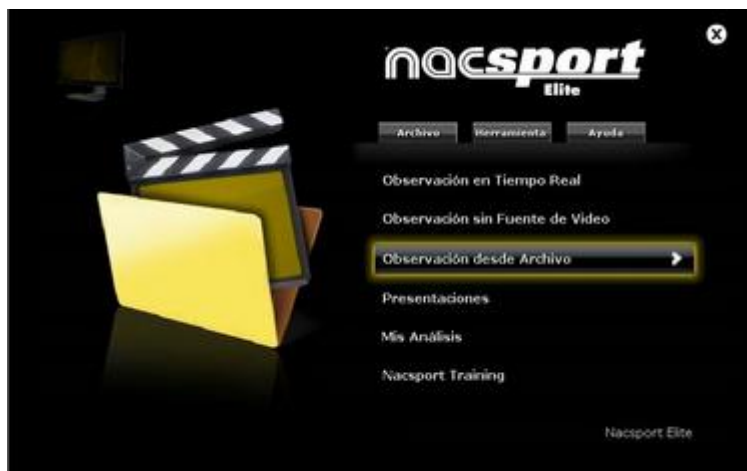 nacsport
Elite
Archivo Herramienta Ayuda
Observación en Tiempo Real
Observación sin Fuente de Video
Observación desde Archivo
Presentaciones
Mis Análisis
Nacsport Training
Nacsport Elite